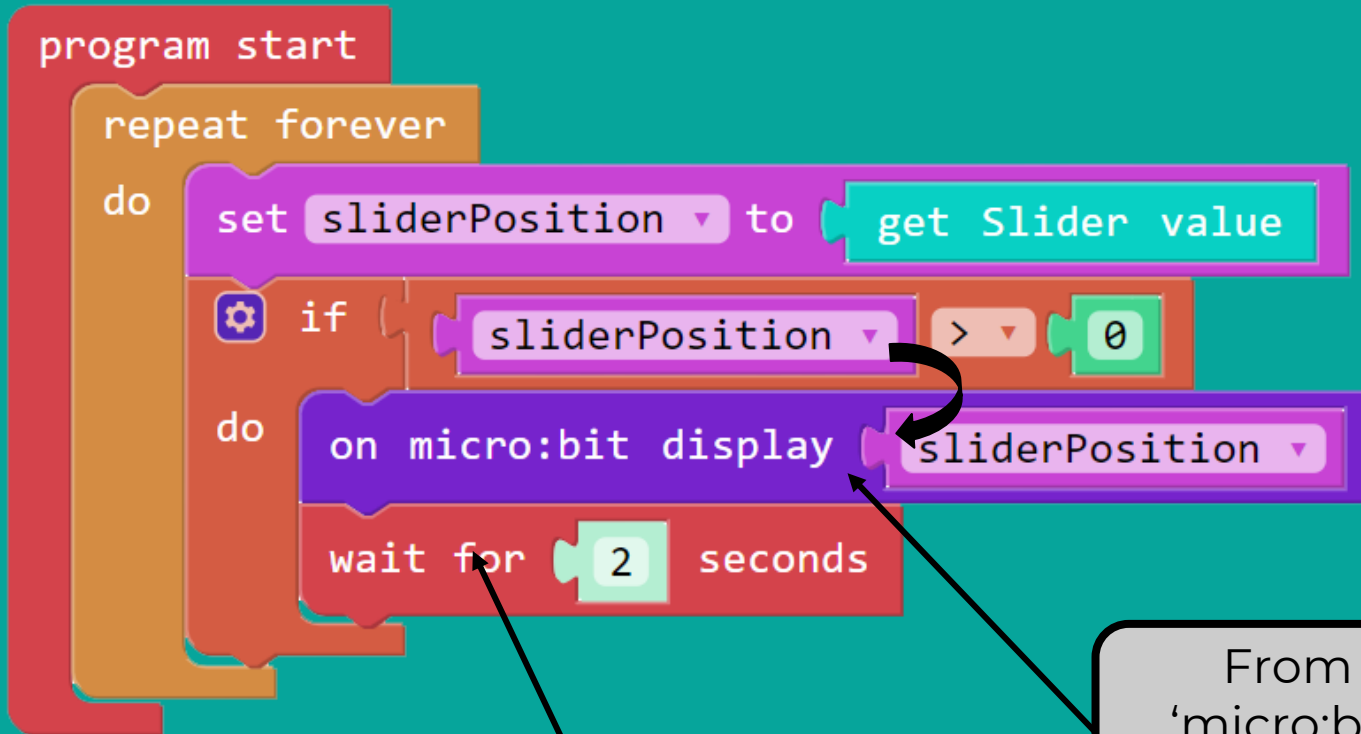 program start
repeat forever
do set sliderPosition to get Slider value
if sliderPosition > 0
do on micro:bit display sliderPosition
wait for 2 seconds
From
‘micro:b